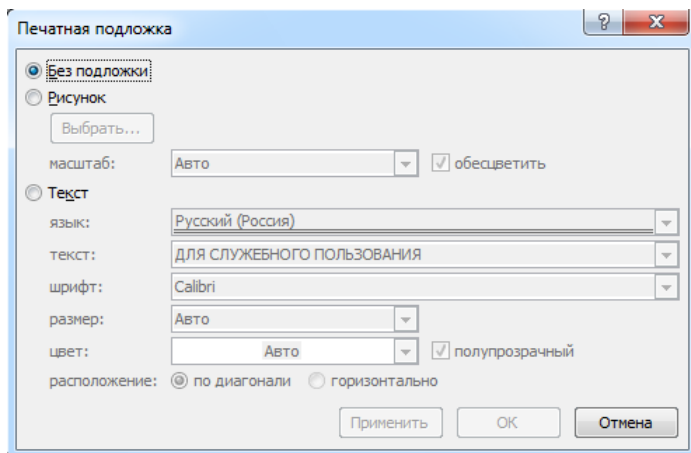 Печатная подложка
Без подложки
Рисунок
Выбрать...
масштаб: Авто обесцветить
Текст
язык: Русский (Россия)
текст: ДЛЯ СЛУЖЕБНОГО ПОЛЬЗОВАНИЯ
шрифт: Calibri
размер: Авто
цвет: Авто полупрозрачный
расположение: по диагонали горизонтально
Применить ОК Отмена